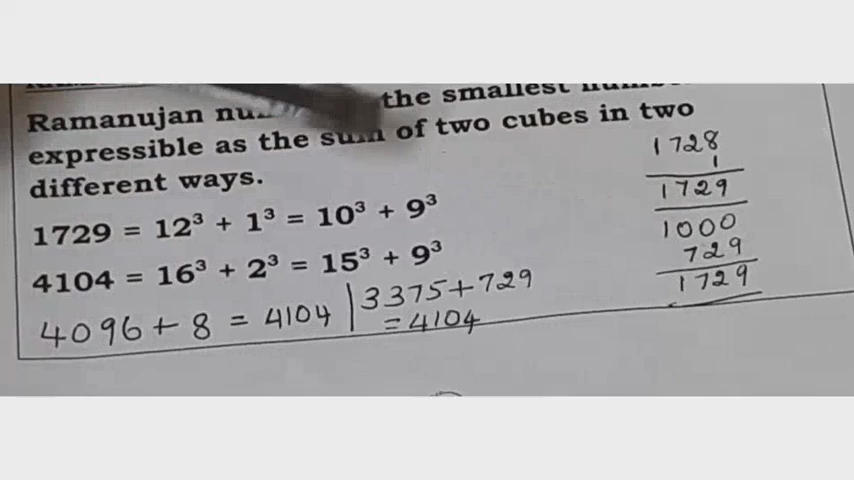 Ramanujan the smallest
expressible as the sum of two cubes in two
different ways.
1729 = 12³ + 1³ = 10³ + 9³
4104 = 16³ + 2³ = 15³ + 9³
4096 + 8 = 4104 | 3375 + 729
= 4104
1728
1
1729
1000
729
1729